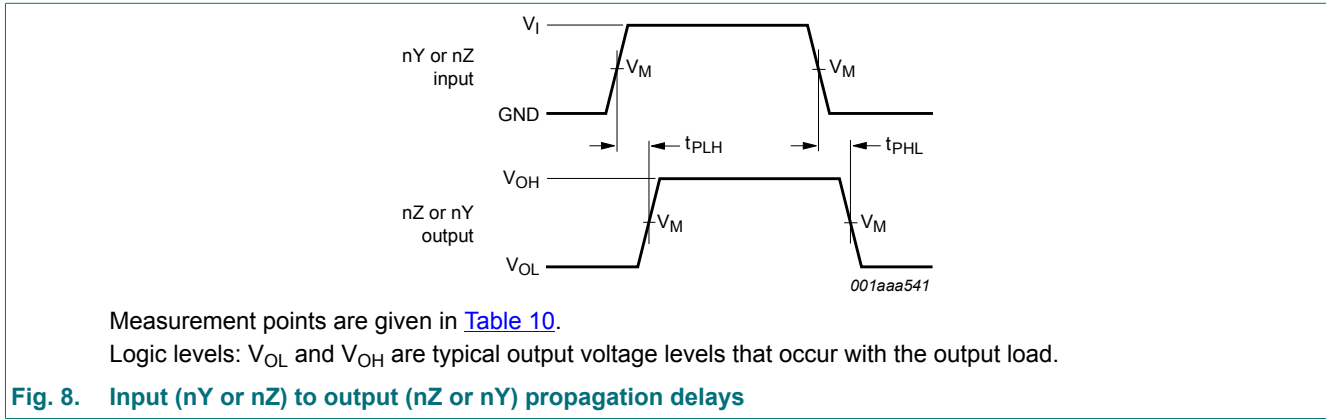 V_I
nY or nZ
input
V_M
V_M
GND
t_PLH
t_PHL
V_OH
nZ or nY
output
V_M
V_M
V_OL
001aaa541
Measurement points are given in Table 10.
Logic levels: V_OL and V_OH are typical output voltage levels that occur with the output load.
Fig. 8. Input (nY or nZ) to output (nZ or nY) propagation delays